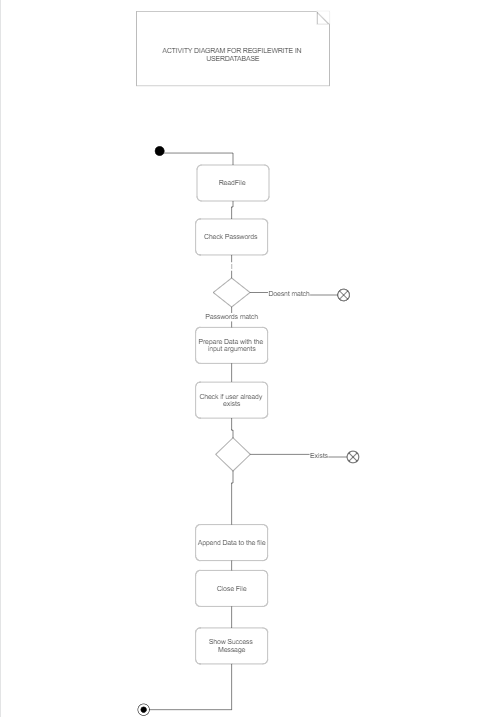 ACTIVITY DIAGRAM FOR REGFILEWRITE IN
USERDATABASE
ReadFile
Check Passwords
Doesnt match
Passwords match
Prepare Data with the
input arguments
Check if user already
exists
Exists
Append Data to the file
Close File
Show Success
Message